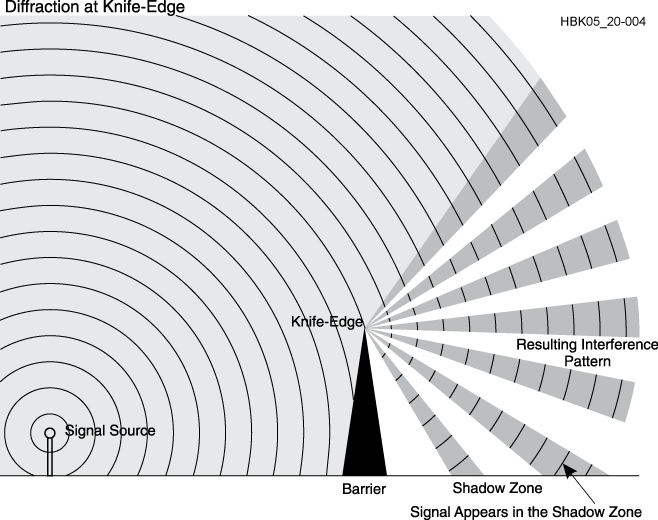 Diffraction at Knife-Edge
HBK05_20-004
Knife-Edge
Resulting Interference
Pattern
Signal Source
Barrier
Shadow Zone
Signal Appears in the Shadow Zone